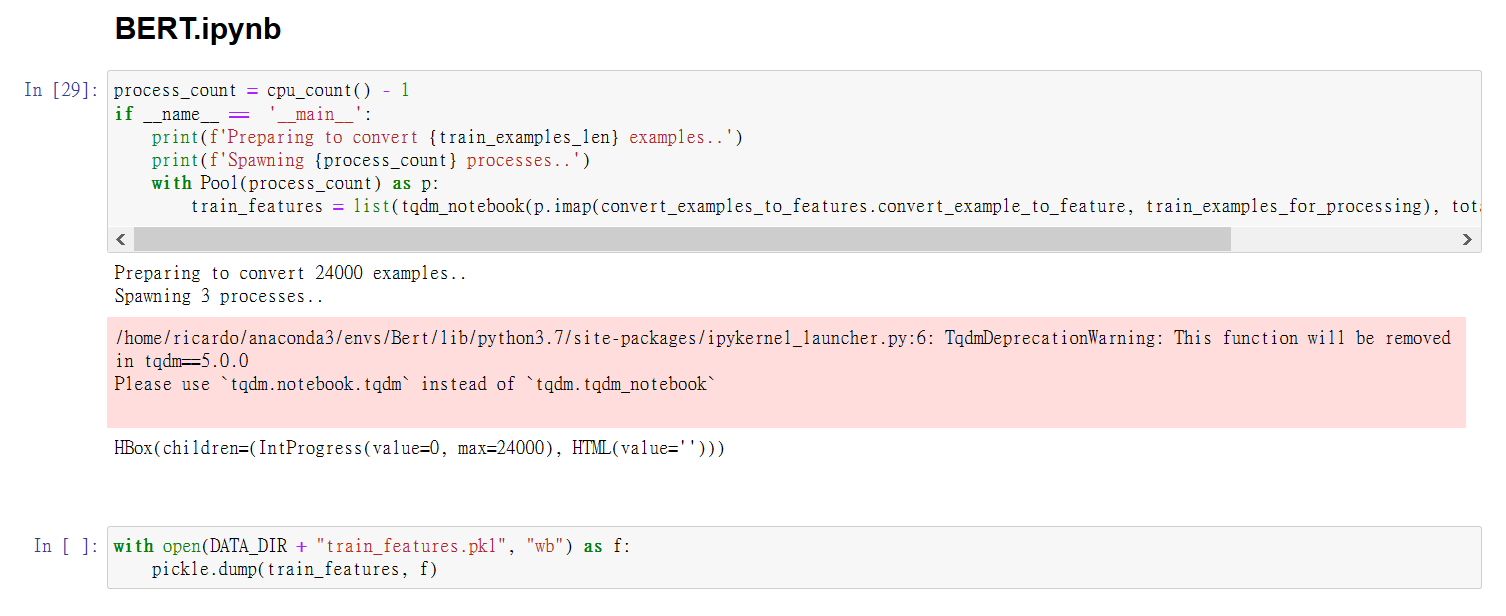 BERT.ipynb
In [29]: process_count = cpu_count() - 1
if __name__ == '__main__':
print(f'Preparing to convert {train_examples_len} examples..')
print(f'Spawning {process_count} processes..')
with Pool(process_count) as p:
train_features = list(tqdm_notebook(p.imap(convert_examples_to_features.convert_example_to_feature, train_examples_for_processing), tot
Preparing to convert 24000 examples..
Spawning 3 processes..
/home/ricardo/anaconda3/envs/Bert/lib/python3.7/site-packages/ipykernel_launcher.py:6: TqdmDeprecationWarning: This function will be removed
in tqdm==5.0.0
Please use `tqdm.notebook.tqdm` instead of `tqdm.tqdm_notebook`
HBox(children=(IntProgress(value=0, max=24000), HTML(value='')))
In [ ]: with open(DATA_DIR + "train_features.pkl", "wb") as f:
pickle.dump(train_features, f)